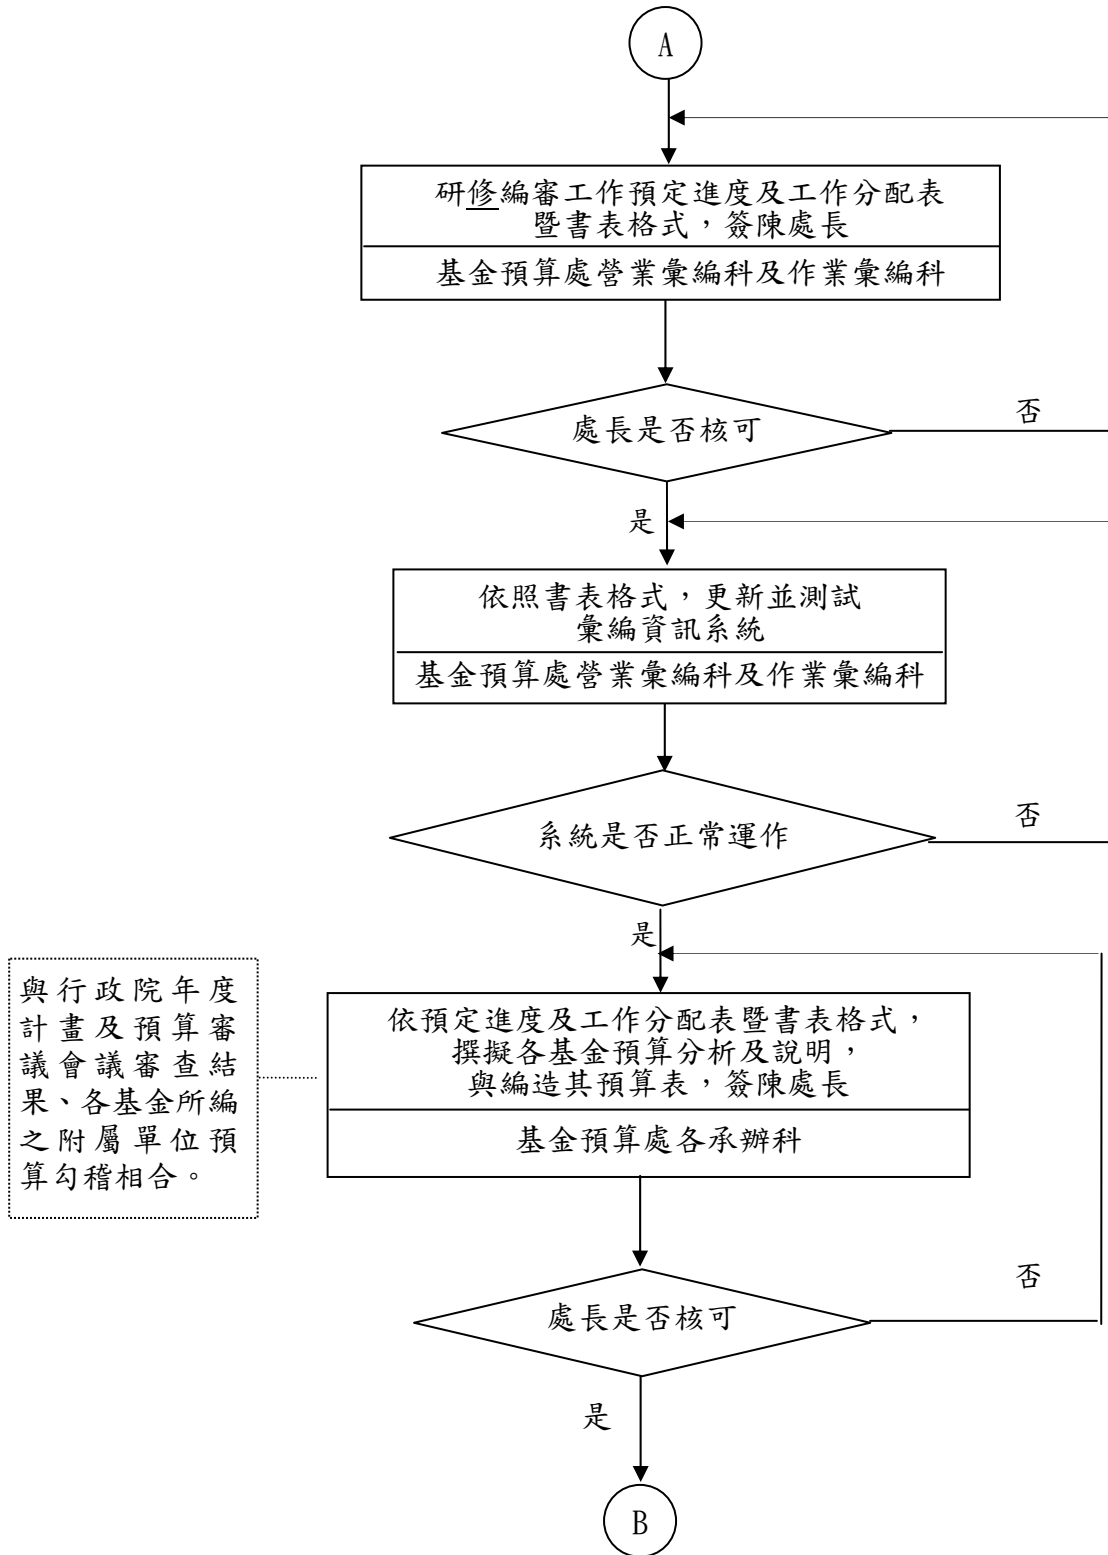 A
研修編審工作預定進度及工作分配表
暨書表格式，簽陳處長
基金預算處營業彙編科及作業彙編科
處長是否核可
否
是
依照書表格式，更新並測試
彙編資訊系統
基金預算處營業彙編科及作業彙編科
系統是否正常運作
否
是
與行政院年度
計畫及預算審
議會議審查結
果、各基金所編
之附屬單位預
算勾稽相合。
依預定進度及工作分配表暨書表格式，
撰擬各基金預算分析及說明，
與編造其預算表，簽陳處長
基金預算處各承辦科
處長是否核可
否
是
B